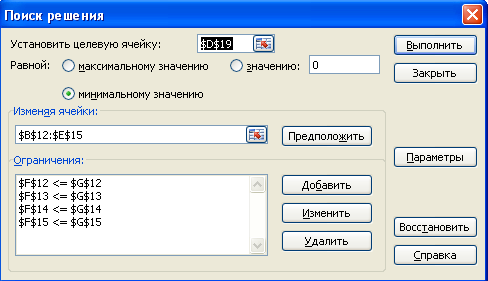 Поиск решения
Установить целевую ячейку: $D$19
Равной: максимальному значению значению: 0
минимальному значению
Изменяя ячейки:
$B$12:$E$15 Предположить
Ограничения:
$F$12 <= $G$12
$F$13 <= $G$13
$F$14 <= $G$14
$F$15 <= $G$15
Добавить
Изменить
Удалить
Выполнить
Закрыть
Параметры
Восстановить
Справка